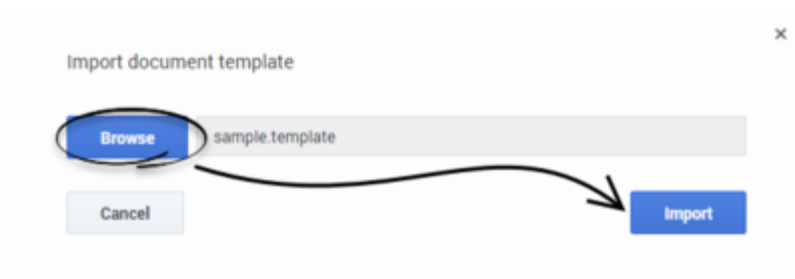 ×
Import document template
Browse sample.template
Cancel Import